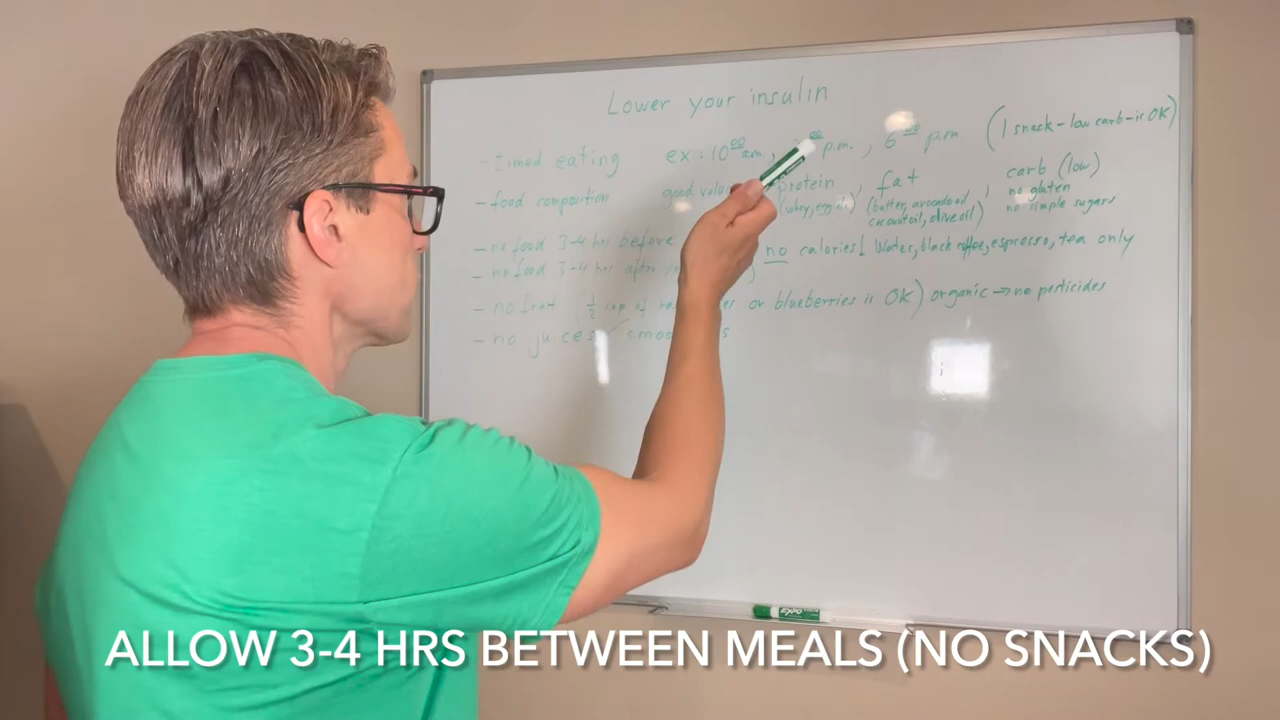 Lower your insulin
- timed eating ex: 10 00 am, 00 p.m., 6 00 p.m. (1 snack - low carb - is OK)
- food composition good volu protein, fat, carb (low)
(whey, egg (butter, avocado oil no gluten
coconut oil, olive oil) no simple sugars
- no food 3-4 hrs before no calories! Water, black coffee, espresso, tea only
- no food 3-4 hrs after
- no fruit (1/2 cup of or blueberries is OK) organic → no pesticides
- no juices / smoo
ALLOW 3-4 HRS BETWEEN MEALS (NO SNACKS)